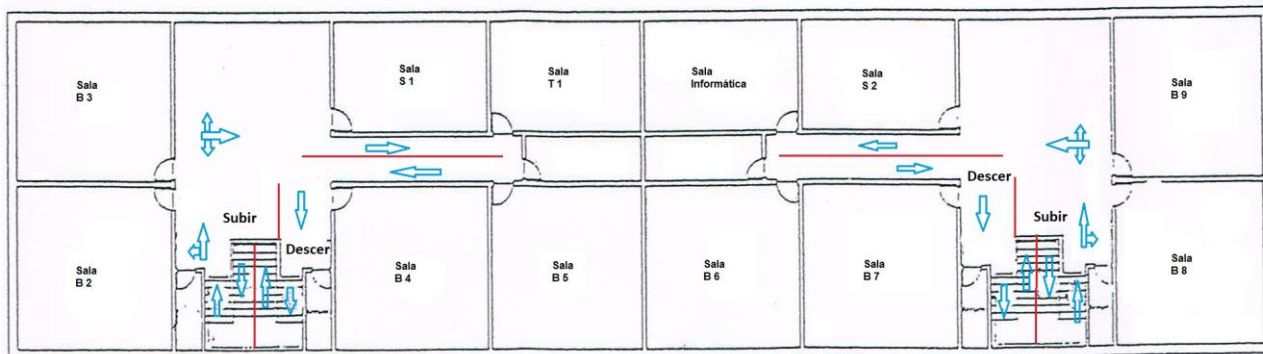 Sala
B 3
Sala
S 1
Sala
T 1
Sala
Informática
Sala
S 2
Sala
B 9
Subir
Descer
Descer
Subir
Sala
B 2
Sala
B 4
Sala
B 5
Sala
B 6
Sala
B 7
Sala
B 8